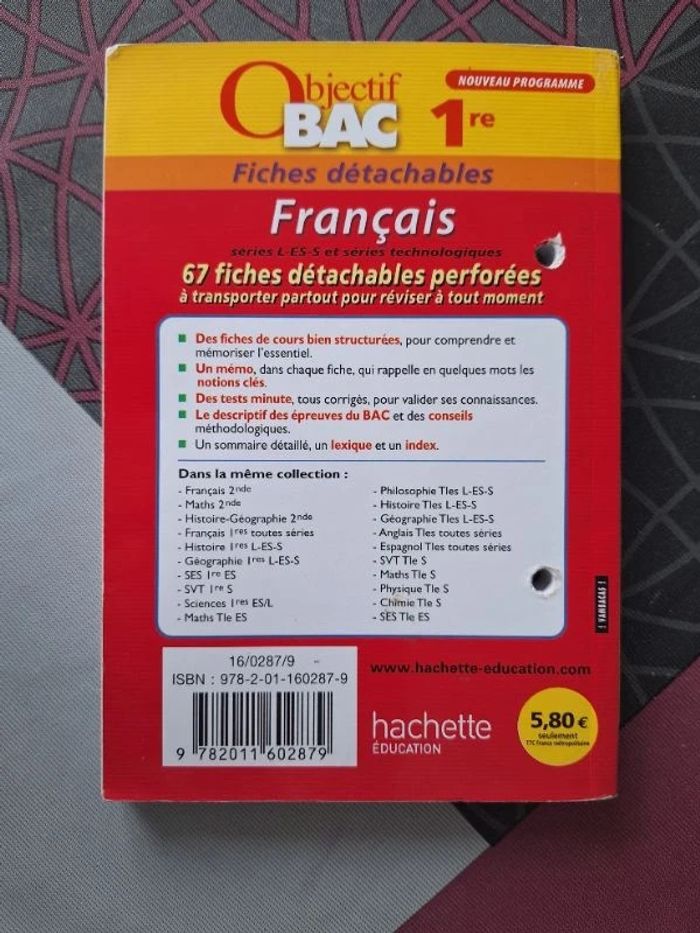 Objectif
BAC
1re
NOUVEAU PROGRAMME
Fiches détachables
Français
séries L-ES-S et séries technologiques
67 fiches détachables perforées
à transporter partout pour réviser à tout moment
Des fiches de cours bien structurées, pour comprendre et
mémoriser l'essentiel.
Un mémo, dans chaque fiche, qui rappelle en quelques mots les
notions clés.
Des tests minute, tous corrigés, pour valider ses connaissances.
Le descriptif des épreuves du BAC et des conseils
méthodologiques.
Un sommaire détaillé, un lexique et un index.
Dans la même collection :
- Français 2nde
- Maths 2nde
- Histoire-Géographie 2nde
- Français 1res toutes séries
- Histoire 1res L-ES-S
- Géographie 1res L-ES-S
- SES 1re ES
- SVT 1re S
- Sciences 1res ES/L
- Maths Tle ES
- Philosophie Tles L-ES-S
- Histoire Tles L-ES-S
- Géographie Tles L-ES-S
- Anglais Tles toutes séries
- Espagnol Tles toutes séries
- SVT Tle S
- Maths Tle S
- Physique Tle S
- Chimie Tle S
- SES Tle ES
! VAMBACAS !
16/0287/9 -
ISBN : 978-2-01-160287-9
9 782011 602879
www.hachette-education.com
hachette
ÉDUCATION
5,80 €
seulement
TTC France métropolitaine